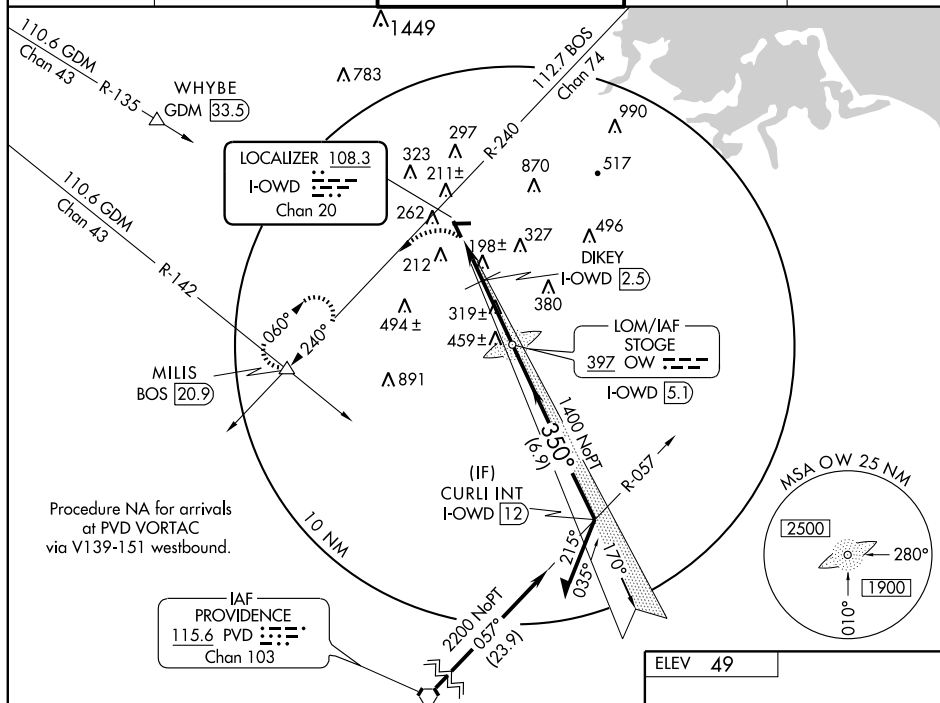 1449
110.6 GDM
Chan 43
R-135
WHYBE
GDM 33.5
783
112.7 BOS
Chan 74
R-240
990
297
LOCALIZER 108.3
I-OWD
Chan 20
323
211±
870
517
262
110.6 GDM
Chan 43
R-142
198±
327
496
212
DIKEY
I-OWD 2.5
380
060°
240°
494±
319±
459±
LOM/IAF
STOGE
397 OW
I-OWD 5.1
MILIS
BOS 20.9
891
1400 NoPT
350°
(6.9)
R-057
(IF)
CURLI INT
I-OWD 12
MSA OW 25 NM
2500
280°
1900
010°
Procedure NA for arrivals
at PVD VORTAC
via V139-151 westbound.
10 NM
215°
035°
170°
IAF
PROVIDENCE
115.6 PVD
Chan 103
2200 NoPT
057°
(23.9)
ELEV 49